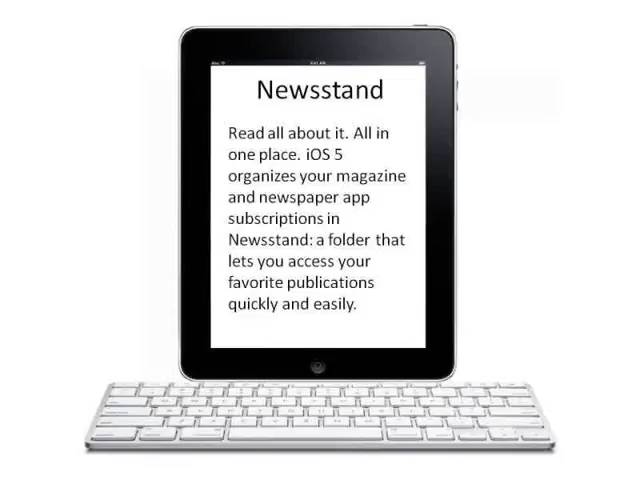 Newsstand
Read all about it. All in
one place. iOS 5
organizes your magazine
and newspaper app
subscriptions in
Newsstand: a folder that
lets you access your
favorite publications
quickly and easily.